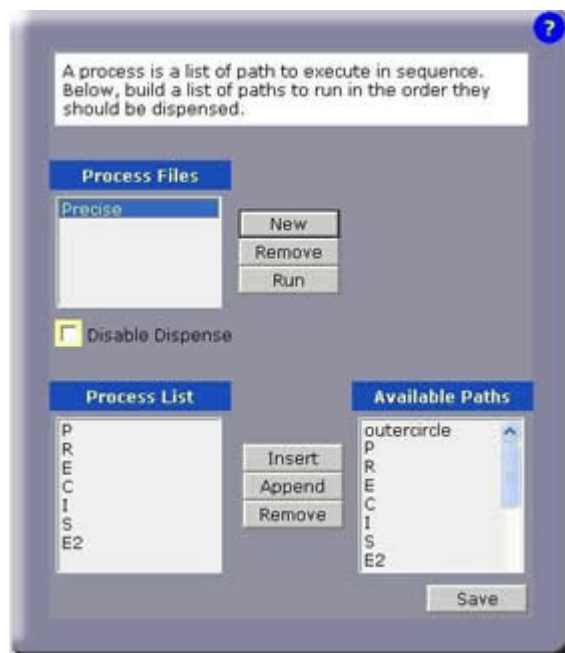 ?
A process is a list of path to execute in sequence.
Below, build a list of paths to run in the order they
should be dispensed.
Process Files
Precise
New
Remove
Run
Disable Dispense
Process List
P
R
E
C
I
S
E2
Insert
Append
Remove
Available Paths
outercircle
P
R
E
C
I
S
E2
Save